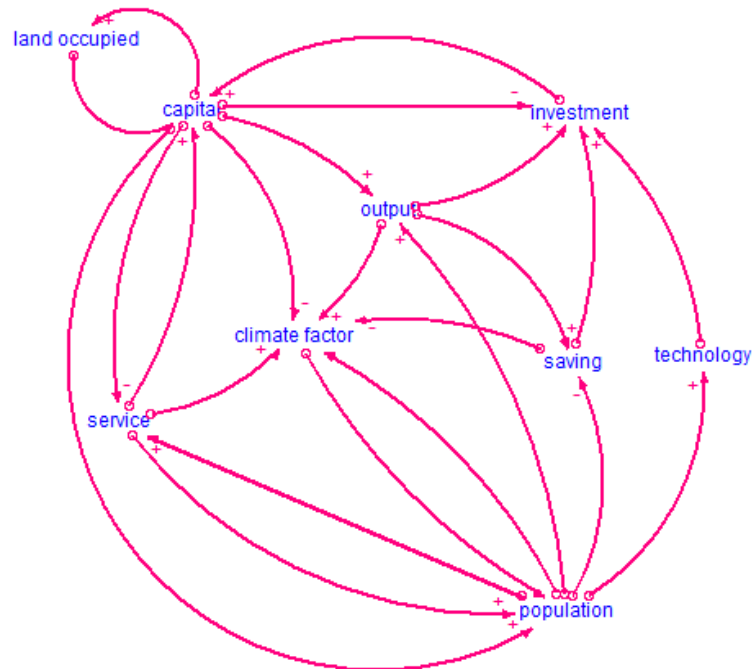 land occupied
+
capital
+
-
investment
+
+
+
+
output
+
-
+
climate factor
-
+
saving
technology
+
-
service
+
-
+
+
population
+